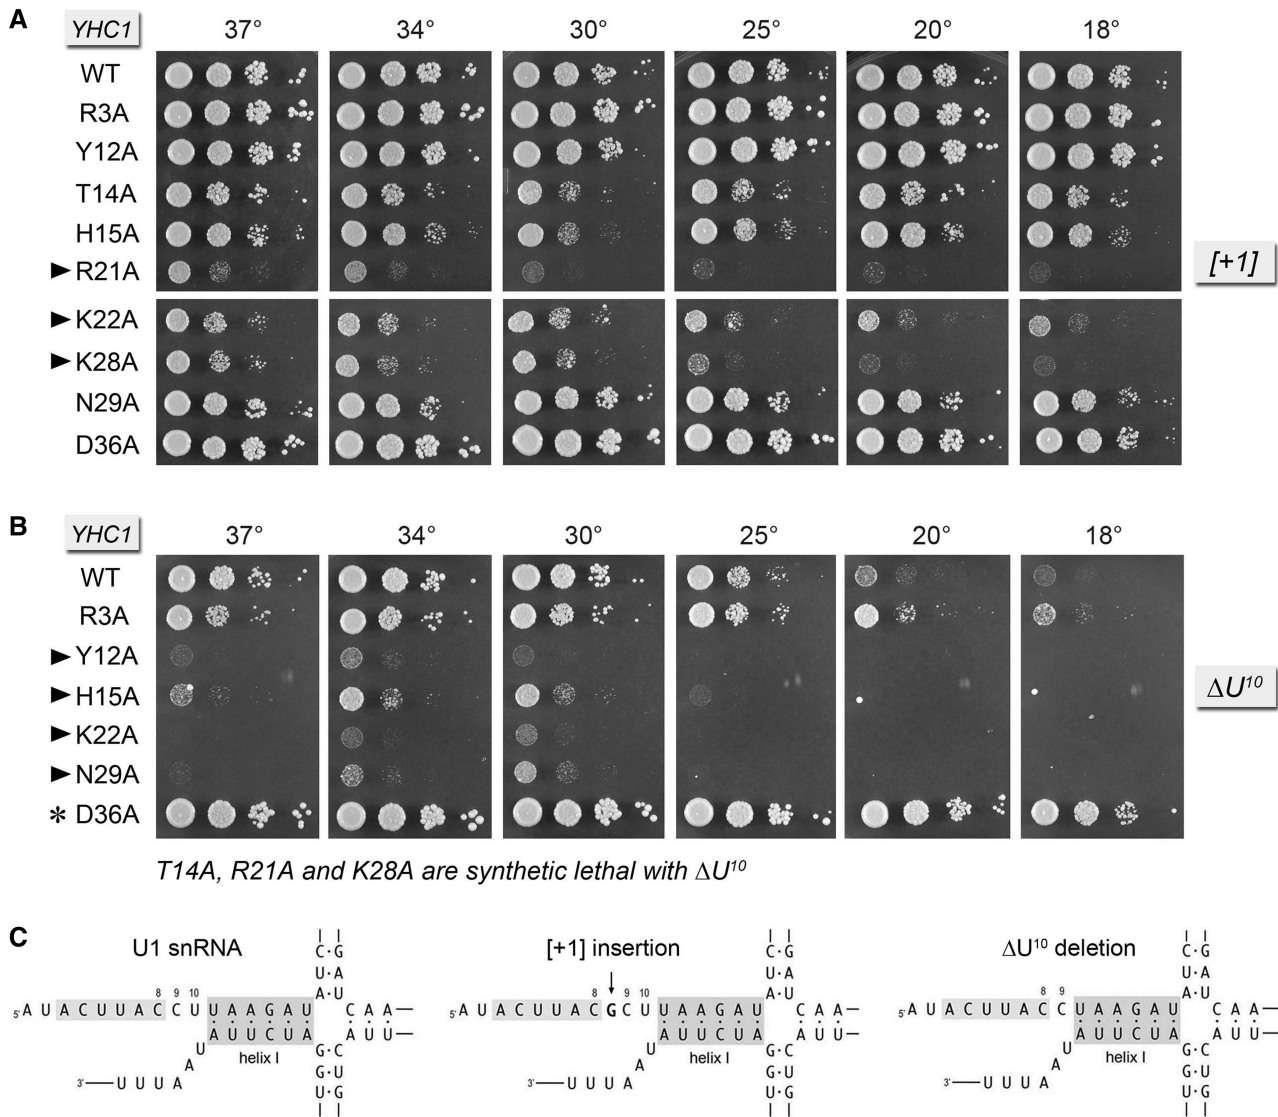 A
YHC1 37° 34° 30° 25° 20° 18°
WT
R3A
Y12A
T14A
H15A
►R21A
[+1]
►K22A
►K28A
N29A
D36A
B
YHC1 37° 34° 30° 25° 20° 18°
WT
R3A
►Y12A
►H15A
ΔU¹⁰
►K22A
►N29A
* D36A
T14A, R21A and K28A are synthetic lethal with ΔU¹⁰
C
U1 snRNA
8 9 10
5' A U A C U U A C C U U A A G A U
A U U C U A
helix I
3' U U U A A U
C G
U A
A U
C A A
A U U
G C
G U
U G
[+1] insertion
8 9 10
5' A U A C U U A C G C U U A A G A U
A U U C U A
helix I
3' U U U A A U
C G
U A
A U
C A A
A U U
G C
G U
U G
ΔU¹⁰ deletion
8 9
5' A U A C U U A C C U A A G A U
A U U C U A
helix I
3' U U U A A U
C G
U A
A U
C A A
A U U
G C
G U
U G